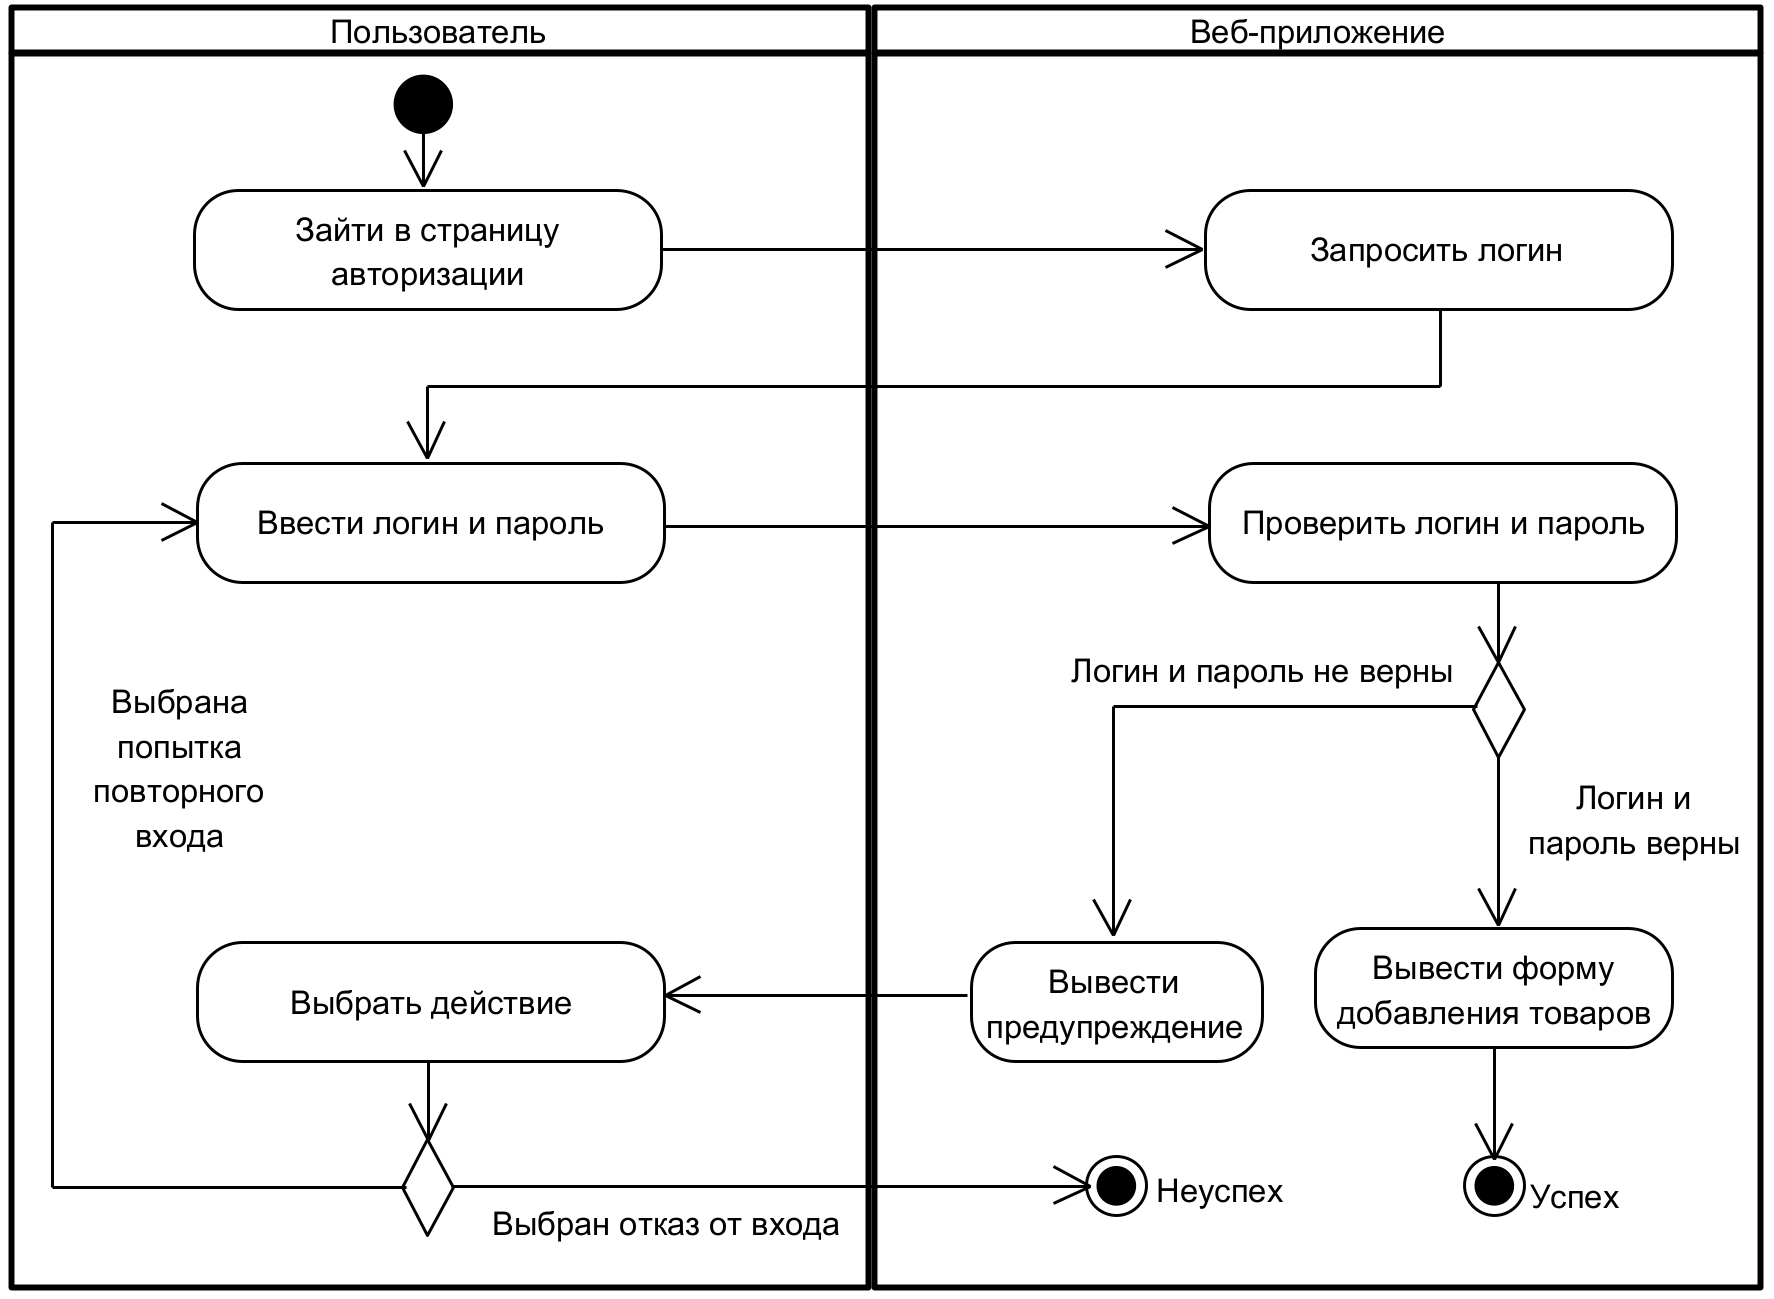 Пользователь
Веб-приложение
Зайти в страницу
авторизации
Запросить логин
Ввести логин и пароль
Проверить логин и пароль
Логин и пароль не верны
Выбрана
попытка
повторного
входа
Логин и
пароль верны
Выбрать действие
Вывести
предупреждение
Вывести форму
добавления товаров
Выбран отказ от входа
Неуспех
Успех